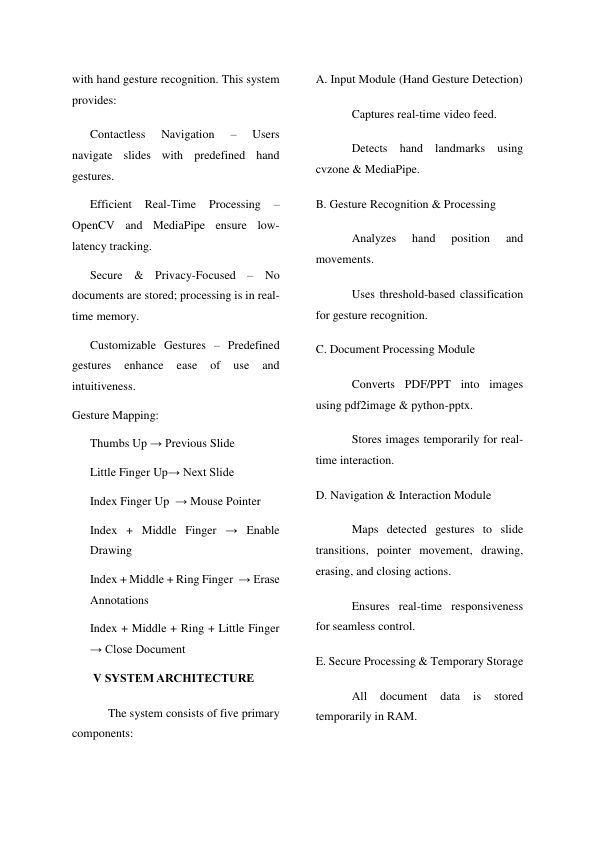 with hand gesture recognition. This system
provides:
Contactless Navigation – Users
navigate slides with predefined hand
gestures.
Efficient Real-Time Processing –
OpenCV and MediaPipe ensure low-
latency tracking.
Secure & Privacy-Focused – No
documents are stored; processing is in real-
time memory.
Customizable Gestures – Predefined
gestures enhance ease of use and
intuitiveness.
Gesture Mapping:
Thumbs Up → Previous Slide
Little Finger Up→ Next Slide
Index Finger Up → Mouse Pointer
Index + Middle Finger → Enable
Drawing
Index + Middle + Ring Finger → Erase
Annotations
Index + Middle + Ring + Little Finger
→ Close Document
V SYSTEM ARCHITECTURE
The system consists of five primary
components:
A. Input Module (Hand Gesture Detection)
Captures real-time video feed.
Detects hand landmarks using
cvzone & MediaPipe.
B. Gesture Recognition & Processing
Analyzes hand position and
movements.
Uses threshold-based classification
for gesture recognition.
C. Document Processing Module
Converts PDF/PPT into images
using pdf2image & python-pptx.
Stores images temporarily for real-
time interaction.
D. Navigation & Interaction Module
Maps detected gestures to slide
transitions, pointer movement, drawing,
erasing, and closing actions.
Ensures real-time responsiveness
for seamless control.
E. Secure Processing & Temporary Storage
All document data is stored
temporarily in RAM.